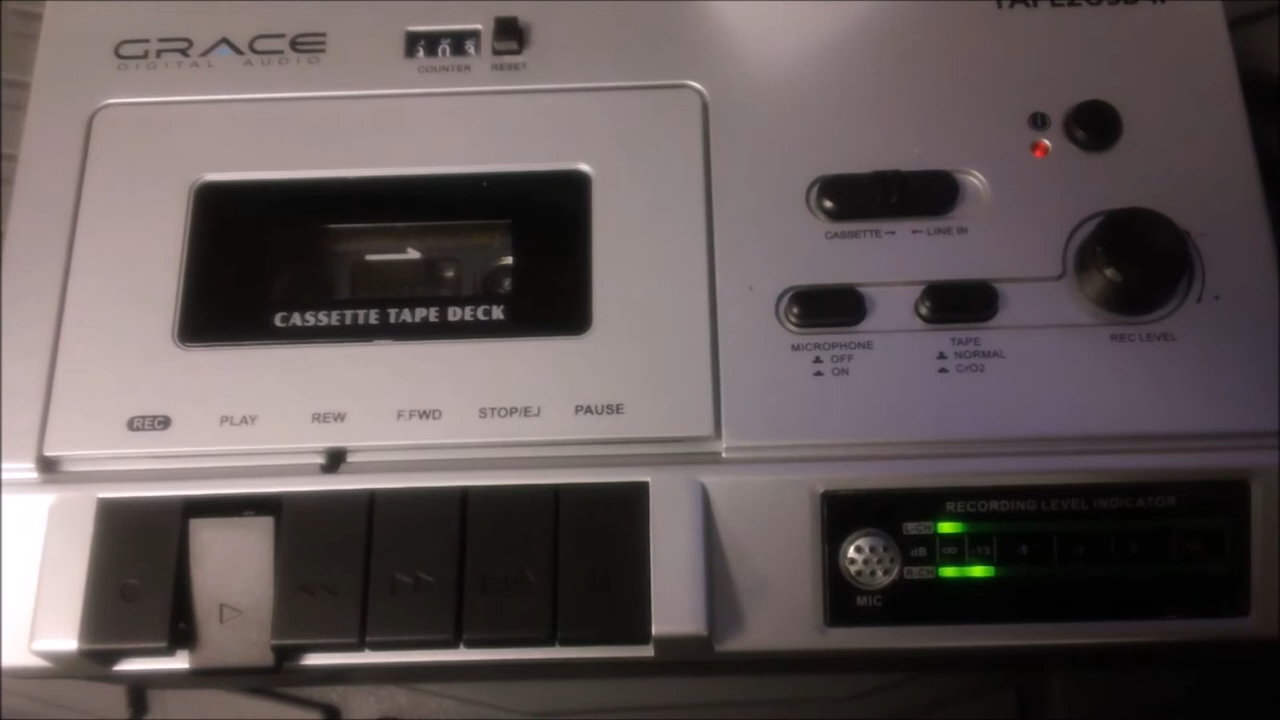 GRACE
DIGITAL AUDIO
COUNTER
RESET
CASSETTE LINE IN
CASSETTE TAPE DECK
MICROPHONE
OFF
ON
TAPE
NORMAL
CrO2
REC LEVEL
REC PLAY REW F.FWD STOP/EJ PAUSE
RECORDING LEVEL INDICATOR
L-CH
dB
R-CH
MIC